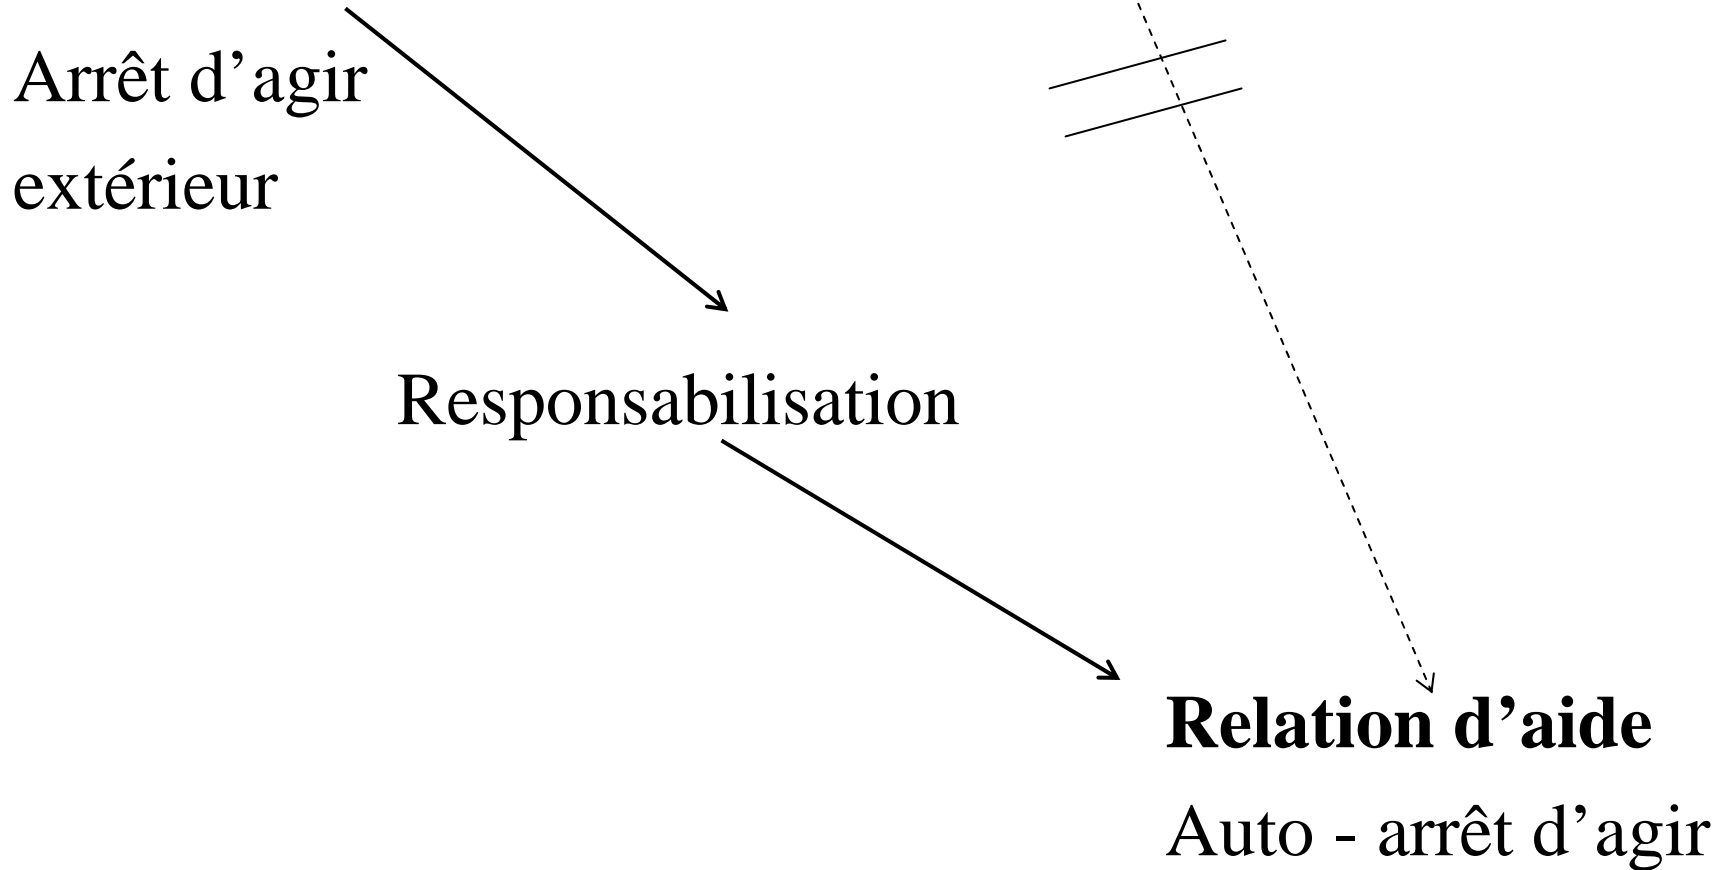 Arrêt d’agir
extérieur
Responsabilisation
Relation d’aide
Auto - arrêt d’agir